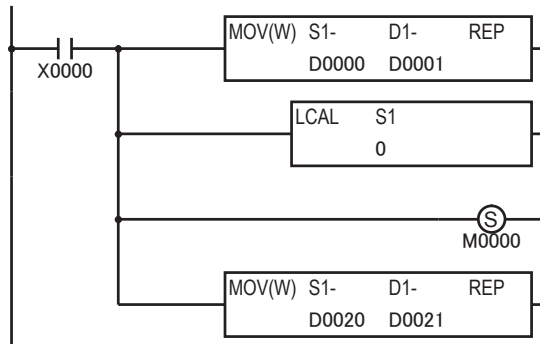 MOV(W) S1- D1- REP
D0000 D0001
X0000
LCAL S1
0
S
M0000
MOV(W) S1- D1- REP
D0020 D0021